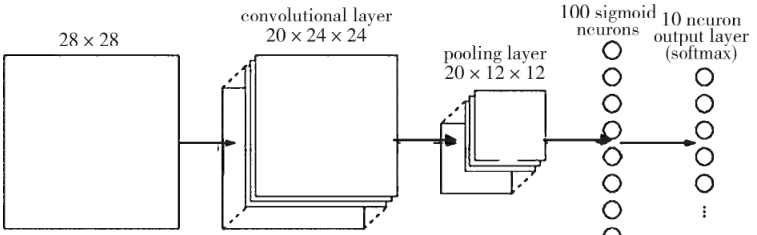 28 × 28
convolutional layer
20 × 24 × 24
pooling layer
20 × 12 × 12
100 sigmoid
ncurons
10 ncuron
output layer
(softmax)